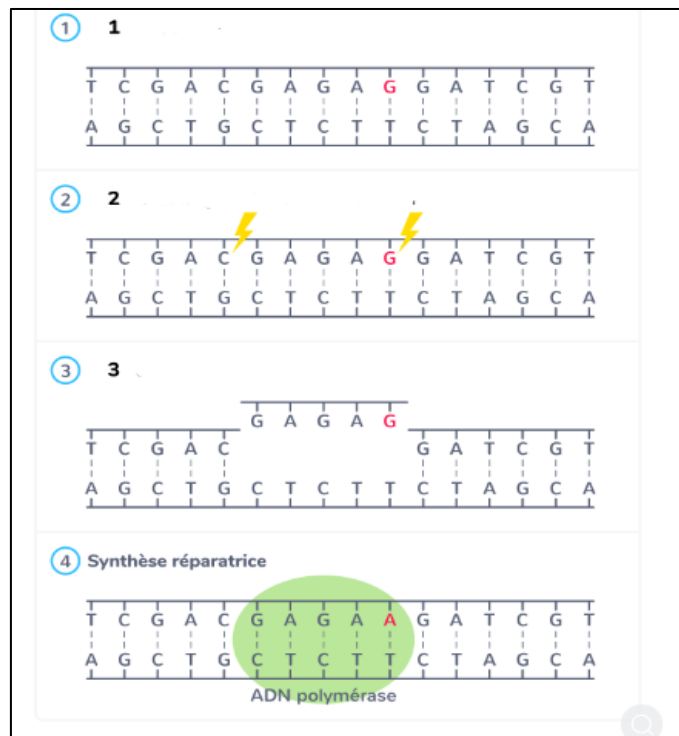 1 1
T C G A C G A G A G G A T C G T
A G C T G C T C T T C T A G C A
2 2
T C G A C G A G A G G A T C G T
A G C T G C T C T T C T A G C A
3 3
G A G A G
T C G A C G A T C G T
A G C T G C T C T T C T A G C A
4 Synthèse réparatrice
T C G A C G A G A A G A T C G T
A G C T G C T C T T C T A G C A
ADN polymérase